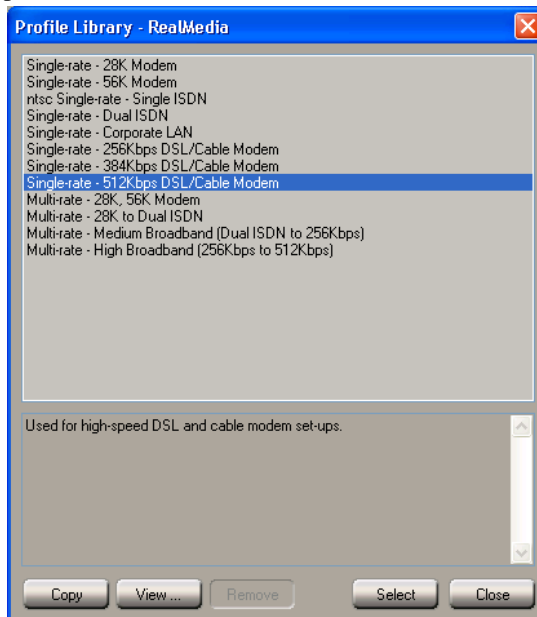 Profile Library - RealMedia
Single-rate - 28K Modem
Single-rate - 56K Modem
ntsc Single-rate - Single ISDN
Single-rate - Dual ISDN
Single-rate - Corporate LAN
Single-rate - 256Kbps DSL/Cable Modem
Single-rate - 384Kbps DSL/Cable Modem
Single-rate - 512Kbps DSL/Cable Modem
Multi-rate - 28K, 56K Modem
Multi-rate - 28K to Dual ISDN
Multi-rate - Medium Broadband (Dual ISDN to 256Kbps)
Multi-rate - High Broadband (256Kbps to 512Kbps)
Used for high-speed DSL and cable modem set-ups.
Copy View ... Remove Select Close